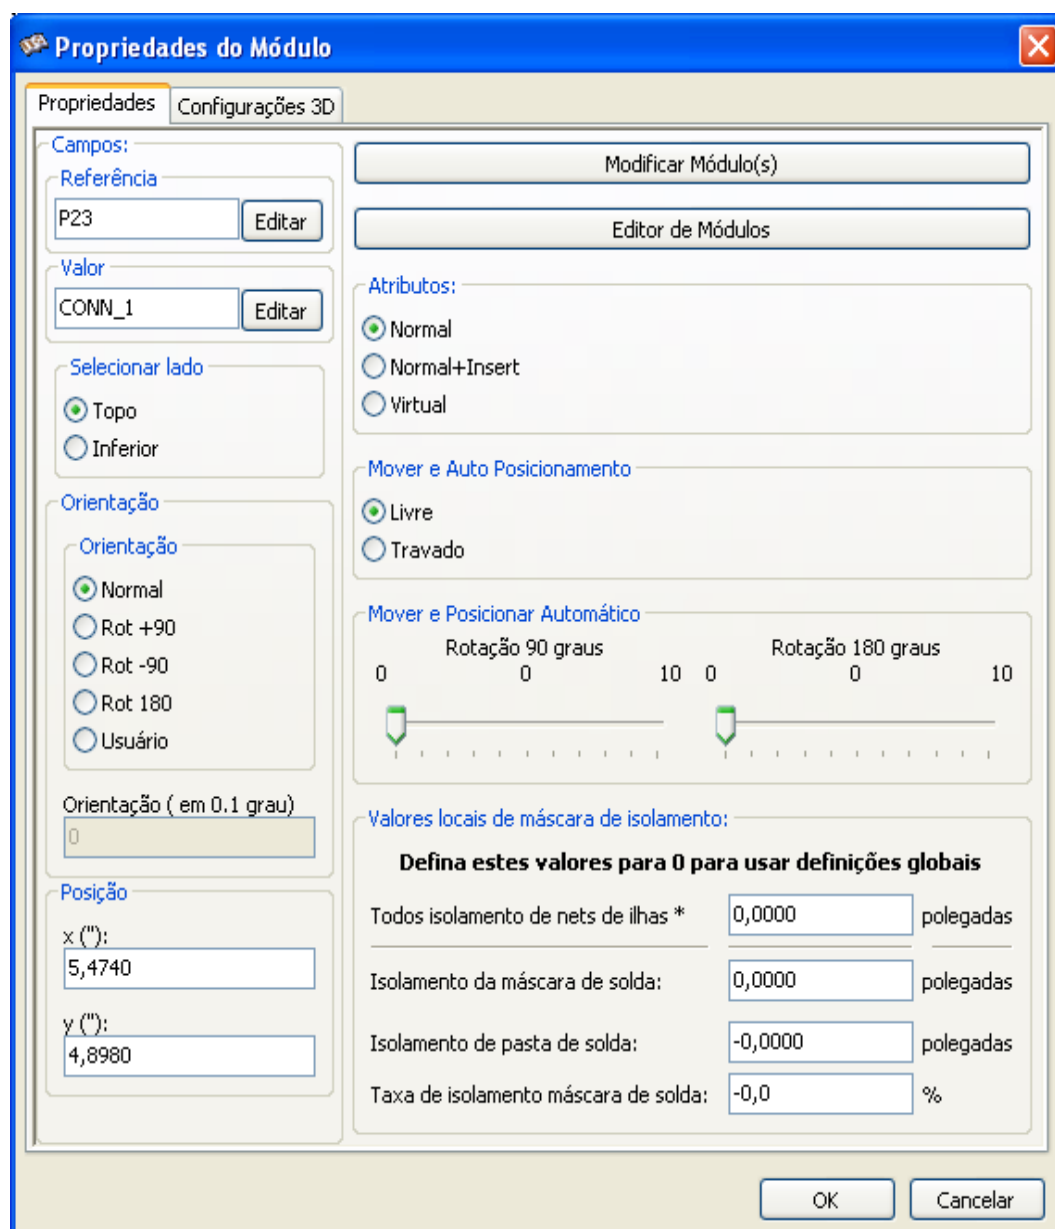 Propriedades do Módulo
Propriedades
Configurações 3D
Campos:
Referência
P23
Editar
Valor
CONN_1
Editar
Selecionar lado
Topo
Inferior
Orientação
Orientação
Normal
Rot +90
Rot -90
Rot 180
Usuário
Orientação ( em 0.1 grau)
0
Posição
x ("):
5,4740
y ("):
4,8980
Modificar Módulo(s)
Editor de Módulos
Atributos:
Normal
Normal+Insert
Virtual
Mover e Auto Posicionamento
Livre
Travado
Mover e Posicionar Automático
Rotação 90 graus
0 0 10
Rotação 180 graus
0 0 10
Valores locais de máscara de isolamento:
Defina estes valores para 0 para usar definições globais
Todos isolamento de nets de ilhas * 0,0000 polegadas
Isolamento da máscara de solda: 0,0000 polegadas
Isolamento de pasta de solda: -0,0000 polegadas
Taxa de isolamento máscara de solda: -0,0 %
OK
Cancelar